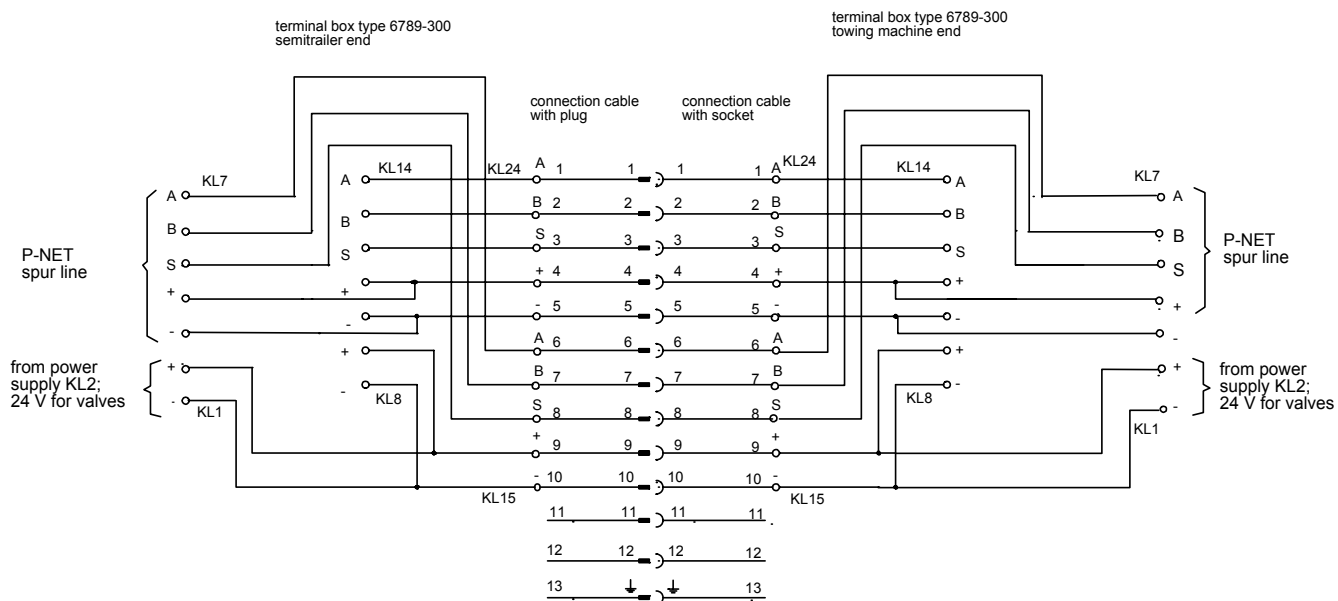 terminal box type 6789-300
semitrailer end
terminal box type 6789-300
towing machine end
connection cable
with plug
connection cable
with socket
KL7 KL14 KL24 A 1 1 1 1 A KL24 KL14 KL7
A A A A
B 2 2 2 2 B
B B B B
S 3 3 3 3 S
S S S S
P-NET
spur line
P-NET
spur line
+ 4 4 4 4 +
+ + + +
- 5 5 5 5 -
- - - -
A 6 6 6 6 A
+ +
from power
supply KL2;
24 V for valves
from power
supply KL2;
24 V for valves
+ +
B 7 7 7 7 B
- KL8 KL8 -
- KL1 KL1 -
S 8 8 8 8 S
+ 9 9 9 9 +
- 10 10 10 10 -
KL15 KL15
11 11 11 11
12 12 12 12
13 13